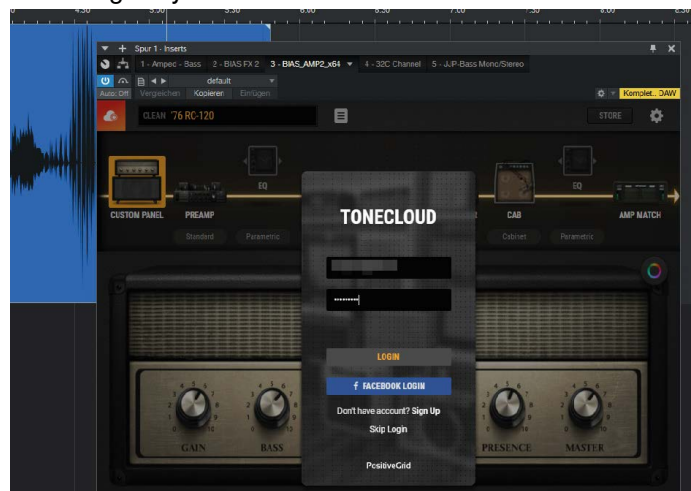 4:30 5:00 5:30 6:00 6:30 7:00 7:30 8:00 8:30
Spur 1 - Inserts
1 - Ampeg - Bass 2 - BIAS FX 2 3 - BIAS_AMP2_x64 4 - 32C Channel 5 - JJP-Bass Mono/Stereo
default
Auto: Off Vergleichen Kopieren Einfügen Komplet.. DAW
CLEAN '76 RC-120 STORE
EQ EQ
CUSTOM PANEL PREAMP CAB AMP MATCH
Standard Parametric Cabinet Parametric
TONECLOUD
LOGIN
f FACEBOOK LOGIN
Don't have account? Sign Up
Skip Login
PositiveGrid
GAIN BASS PRESENCE MASTER